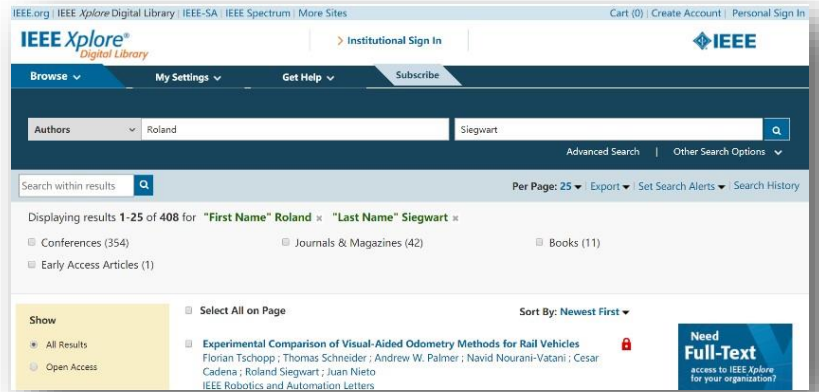 IEEE.org | IEEE Xplore Digital Library | IEEE-SA | IEEE Spectrum | More Sites
Cart (0) | Create Account | Personal Sign In
IEEE Xplore®
Digital Library
> Institutional Sign In
IEEE
Browse
My Settings
Get Help
Subscribe
Authors
Roland
Siegwart
Advanced Search | Other Search Options
Search within results
Per Page: 25 | Export | Set Search Alerts | Search History
Displaying results 1-25 of 408 for "First Name" Roland × "Last Name" Siegwart ×
Conferences (354)
Journals & Magazines (42)
Books (11)
Early Access Articles (1)
Show
All Results
Open Access
Select All on Page
Sort By: Newest First
Experimental Comparison of Visual-Aided Odometry Methods for Rail Vehicles
Florian Tschopp ; Thomas Schneider ; Andrew W. Palmer ; Navid Nourani-Vatani ; Cesar
Cadena ; Roland Siegwart ; Juan Nieto
IEEE Robotics and Automation Letters
Need
Full-Text
access to IEEE Xplore
for your organization?